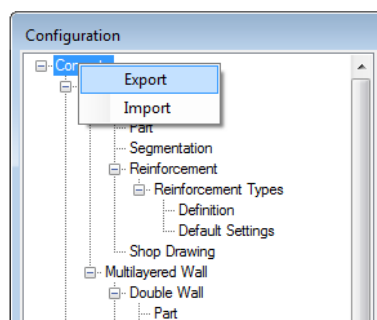 Configuration
Export
Import
Part
Segmentation
Reinforcement
Reinforcement Types
Definition
Default Settings
Shop Drawing
Multilayered Wall
Double Wall
Part